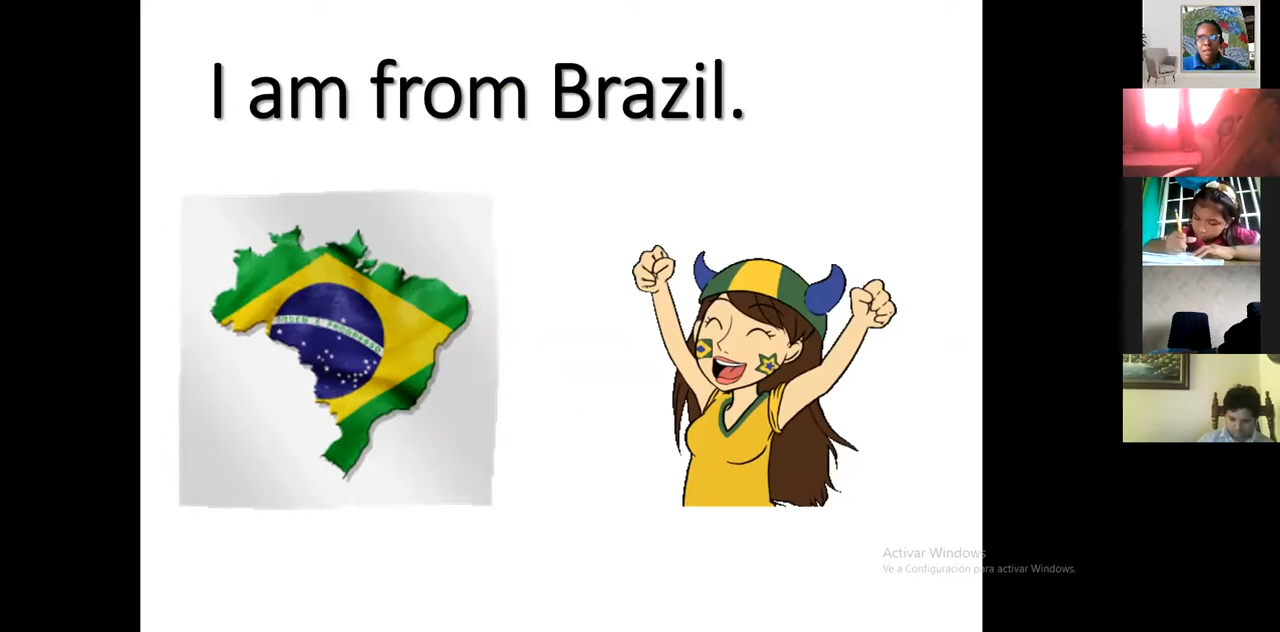 I am from Brazil.
Activar Windows
Ve a Configuración para activar Windows.